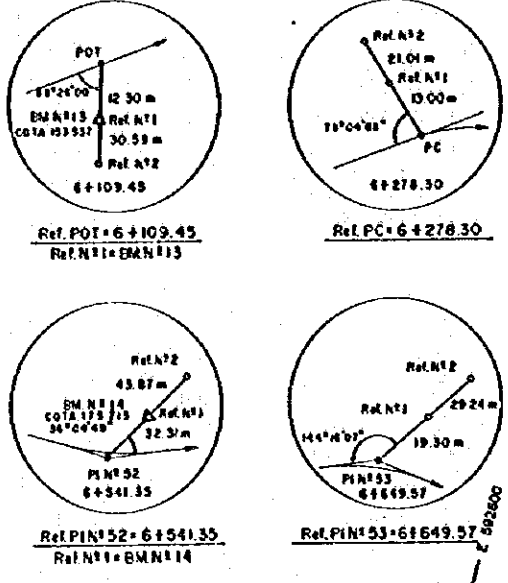 POT
12.30 m
BM.Nº13
Ref.Nº1
30.59 m
Ref.Nº2
6+109.45
Ref. POT=6+109.45
Ref.Nº1=BM.Nº13
Ref.Nº2
21.01 m
Ref.Nº1
13.00 m
PC
6+278.30
Ref. PC=6+278.30
Ref.Nº2
43.87 m
BM.Nº14
Ref.Nº1
32.37 m
PI Nº52
6+541.35
Ref.PI Nº52=6+541.35
Ref.Nº1=BM.Nº14
Ref.Nº2
29.24 m
Ref.Nº1
19.30 m
PI Nº53
6+649.57
Ref.PI Nº53=6+649.57
E 592600